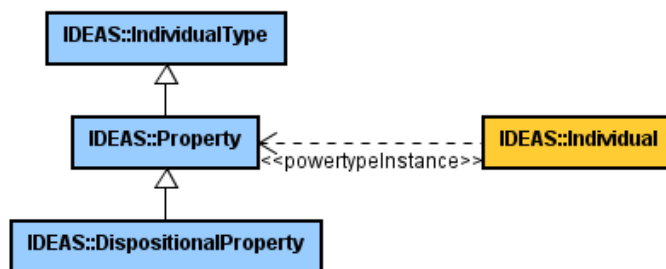 IDEAS::IndividualType
IDEAS::Property
IDEAS::Individual
<<powertypeInstance>>
IDEAS::DispositionalProperty